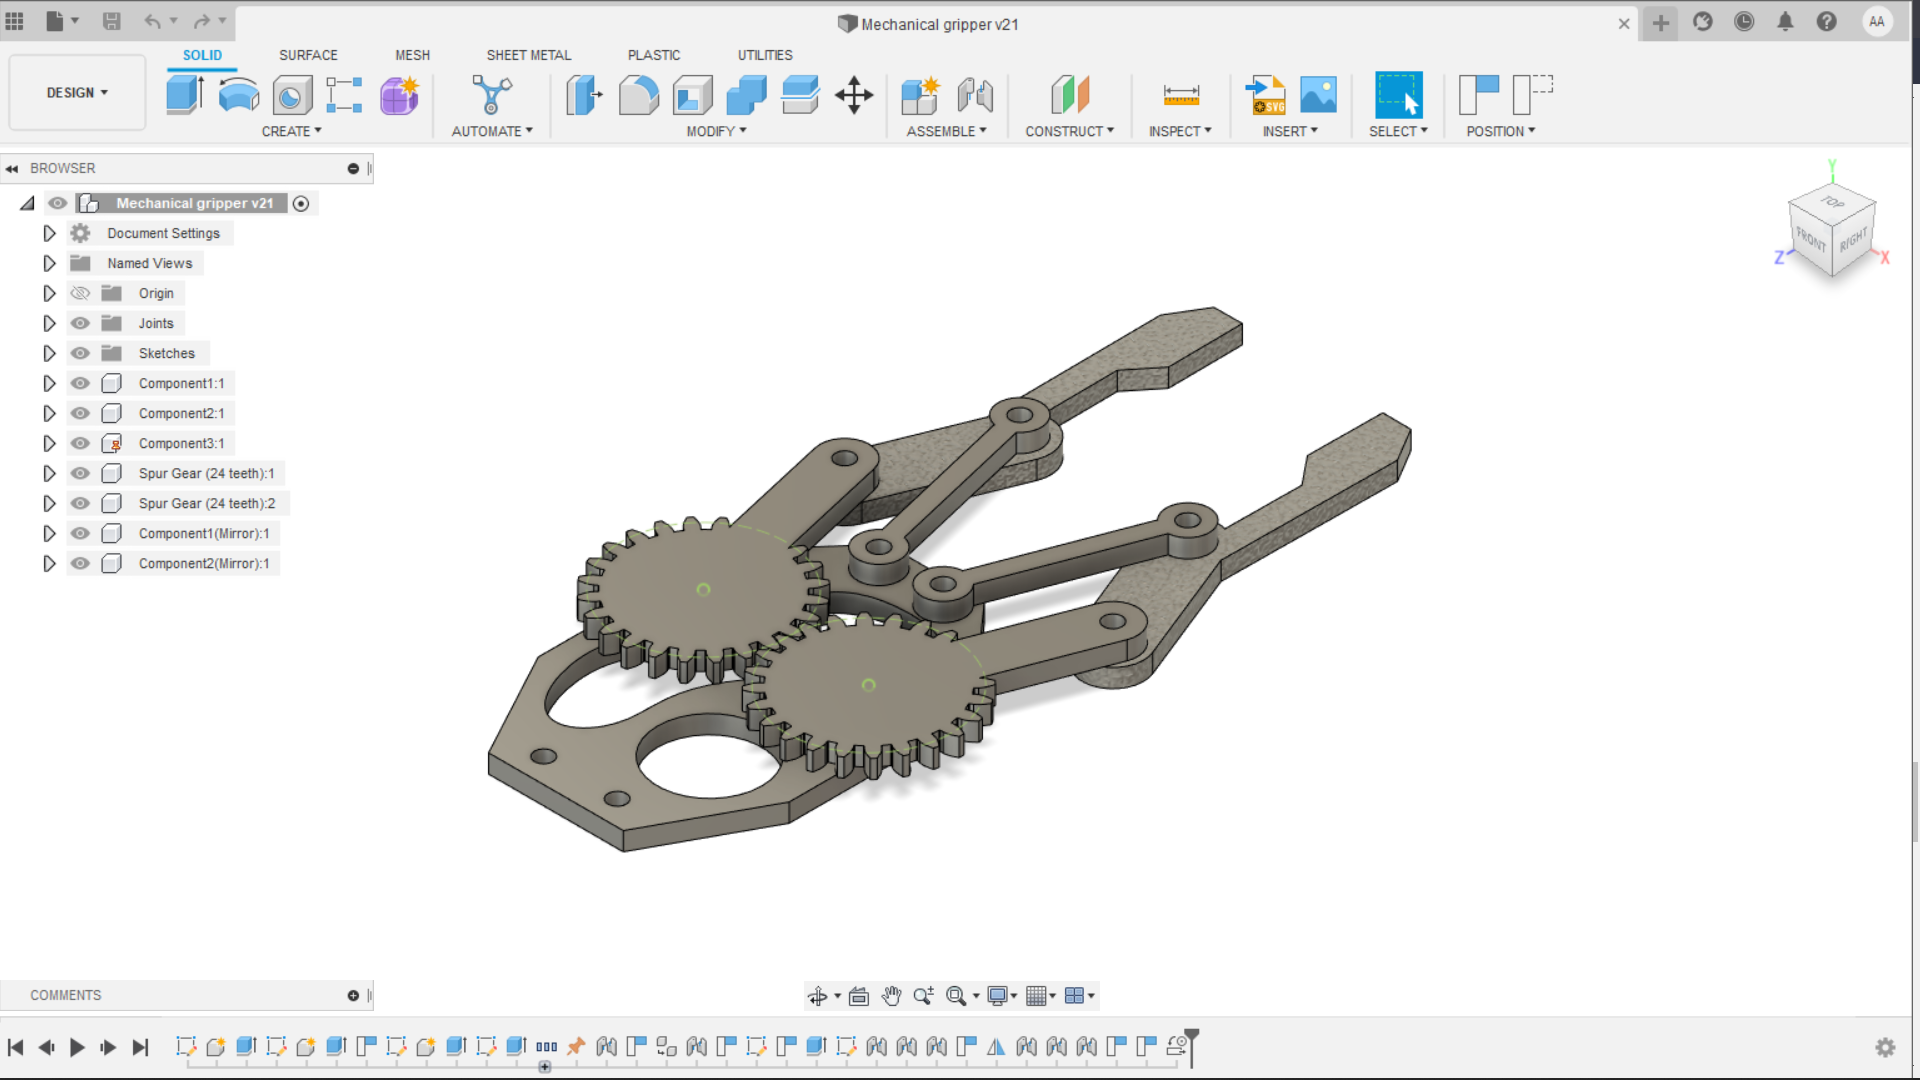 Mechanical gripper v21
AA
DESIGN
SOLID
SURFACE
MESH
SHEET METAL
PLASTIC
UTILITIES
CREATE
AUTOMATE
MODIFY
ASSEMBLE
CONSTRUCT
INSPECT
SVG
INSERT
SELECT
POSITION
BROWSER
Mechanical gripper v21
Document Settings
Named Views
Origin
Joints
Sketches
Component1:1
Component2:1
Component3:1
Spur Gear (24 teeth):1
Spur Gear (24 teeth):2
Component1(Mirror):1
Component2(Mirror):1
Y
TOP
FRONT
RIGHT
Z
X
COMMENTS